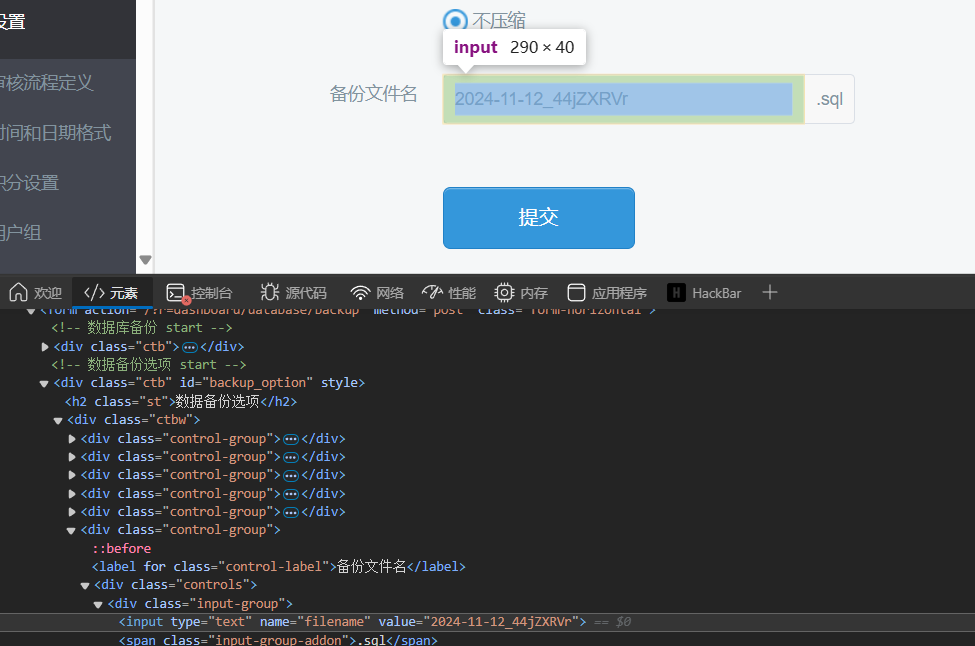 设置
不压缩
input 290 × 40
审核流程定义
备份文件名
2024-11-12_44jZXRVr
.sql
时间和日期格式
积分设置
提交
用户组
欢迎
元素
控制台
源代码
网络
性能
内存
应用程序
H HackBar
<form action="/?r=dashboard/database/backup" method="post" class="form-horizontal">
<!-- 数据库备份 start -->
<div class="ctb"> ⋯ </div>
<!-- 数据备份选项 start -->
<div class="ctb" id="backup_option" style>
<h2 class="st">数据备份选项</h2>
<div class="ctbw">
<div class="control-group"> ⋯ </div>
<div class="control-group"> ⋯ </div>
<div class="control-group"> ⋯ </div>
<div class="control-group"> ⋯ </div>
<div class="control-group"> ⋯ </div>
<div class="control-group">
::before
<label for class="control-label">备份文件名</label>
<div class="controls">
<div class="input-group">
<input type="text" name="filename" value="2024-11-12_44jZXRVr"> == $0
<span class="input-group-addon">.sql</span>